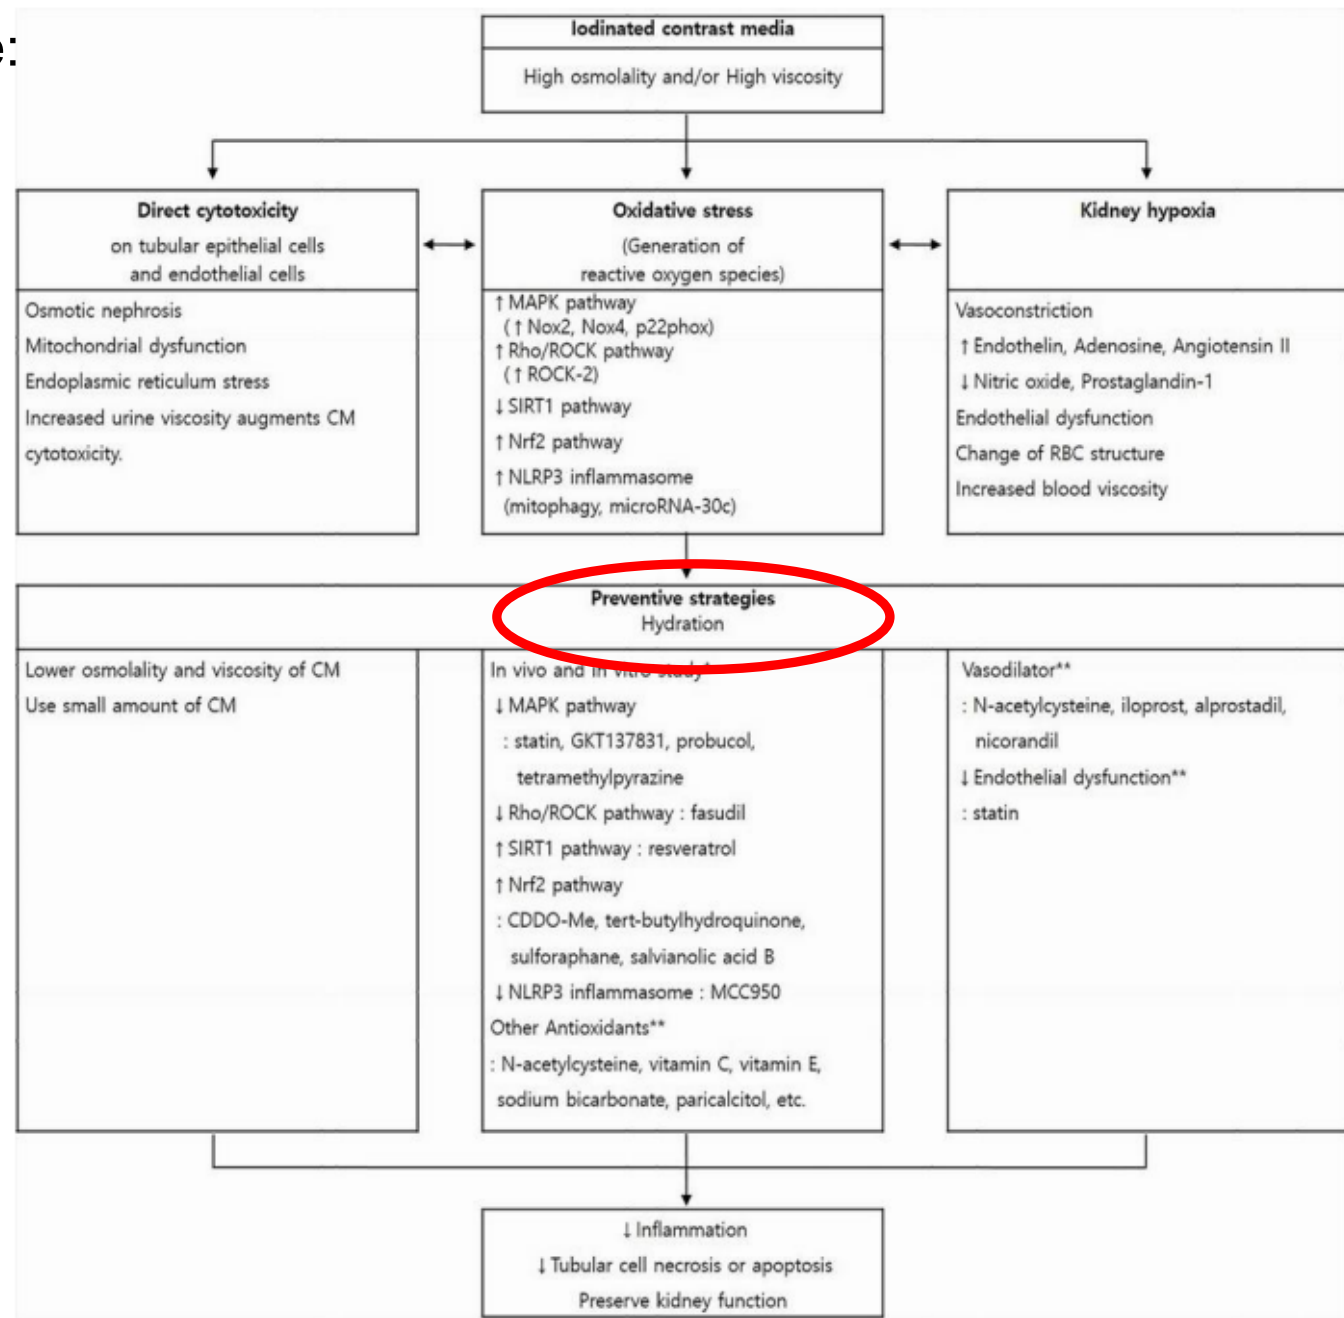 e:
Iodinated contrast media
High osmolality and/or High viscosity
Direct cytotoxicity
on tubular epithelial cells
and endothelial cells
Osmotic nephrosis
Mitochondrial dysfunction
Endoplasmic reticulum stress
Increased urine viscosity augments CM
cytotoxicity.
Oxidative stress
(Generation of
reactive oxygen species)
↑ MAPK pathway
(↑ Nox2, Nox4, p22phox)
↑ Rho/ROCK pathway
(↑ ROCK-2)
↓ SIRT1 pathway
↑ Nrf2 pathway
↑ NLRP3 inflammasome
(mitophagy, microRNA-30c)
Kidney hypoxia
Vasoconstriction
↑ Endothelin, Adenosine, Angiotensin II
↓ Nitric oxide, Prostaglandin-1
Endothelial dysfunction
Change of RBC structure
Increased blood viscosity
Preventive strategies
Hydration
Lower osmolality and viscosity of CM
Use small amount of CM
In vivo and in vitro study*
↓ MAPK pathway
: statin, GKT137831, probucol,
tetramethylpyrazine
↓ Rho/ROCK pathway : fasudil
↑ SIRT1 pathway : resveratrol
↑ Nrf2 pathway
: CDDO-Me, tert-butylhydroquinone,
sulforaphane, salvianolic acid B
↓ NLRP3 inflammasome : MCC950
Other Antioxidants**
: N-acetylcysteine, vitamin C, vitamin E,
sodium bicarbonate, paricalcitol, etc.
Vasodilator**
: N-acetylcysteine, iloprost, alprostadil,
nicorandil
↓ Endothelial dysfunction**
: statin
↓ Inflammation
↓ Tubular cell necrosis or apoptosis
Preserve kidney function